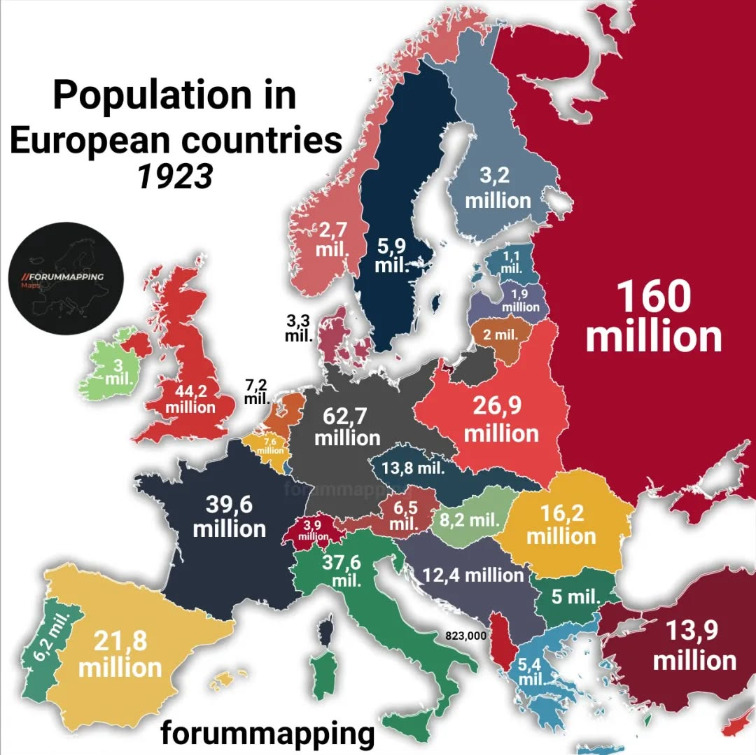 Population in
European countries
1923
//FORUMMAPPING
Maps
3,2
million
2,7
mil.
5,9
mil.
1,1
mil.
1,9
million
2 mil.
160
million
3,3
mil.
3
mil.
44,2
million
7,2
mil.
62,7
million
26,9
million
7,6
million
13,8 mil.
forummapping
39,6
million
3,9
million
6,5
mil.
8,2 mil.
16,2
million
37,6
mil.
12,4 million
5 mil.
6,2 mil.
21,8
million
823,000
5,4
mil.
13,9
million
forummapping